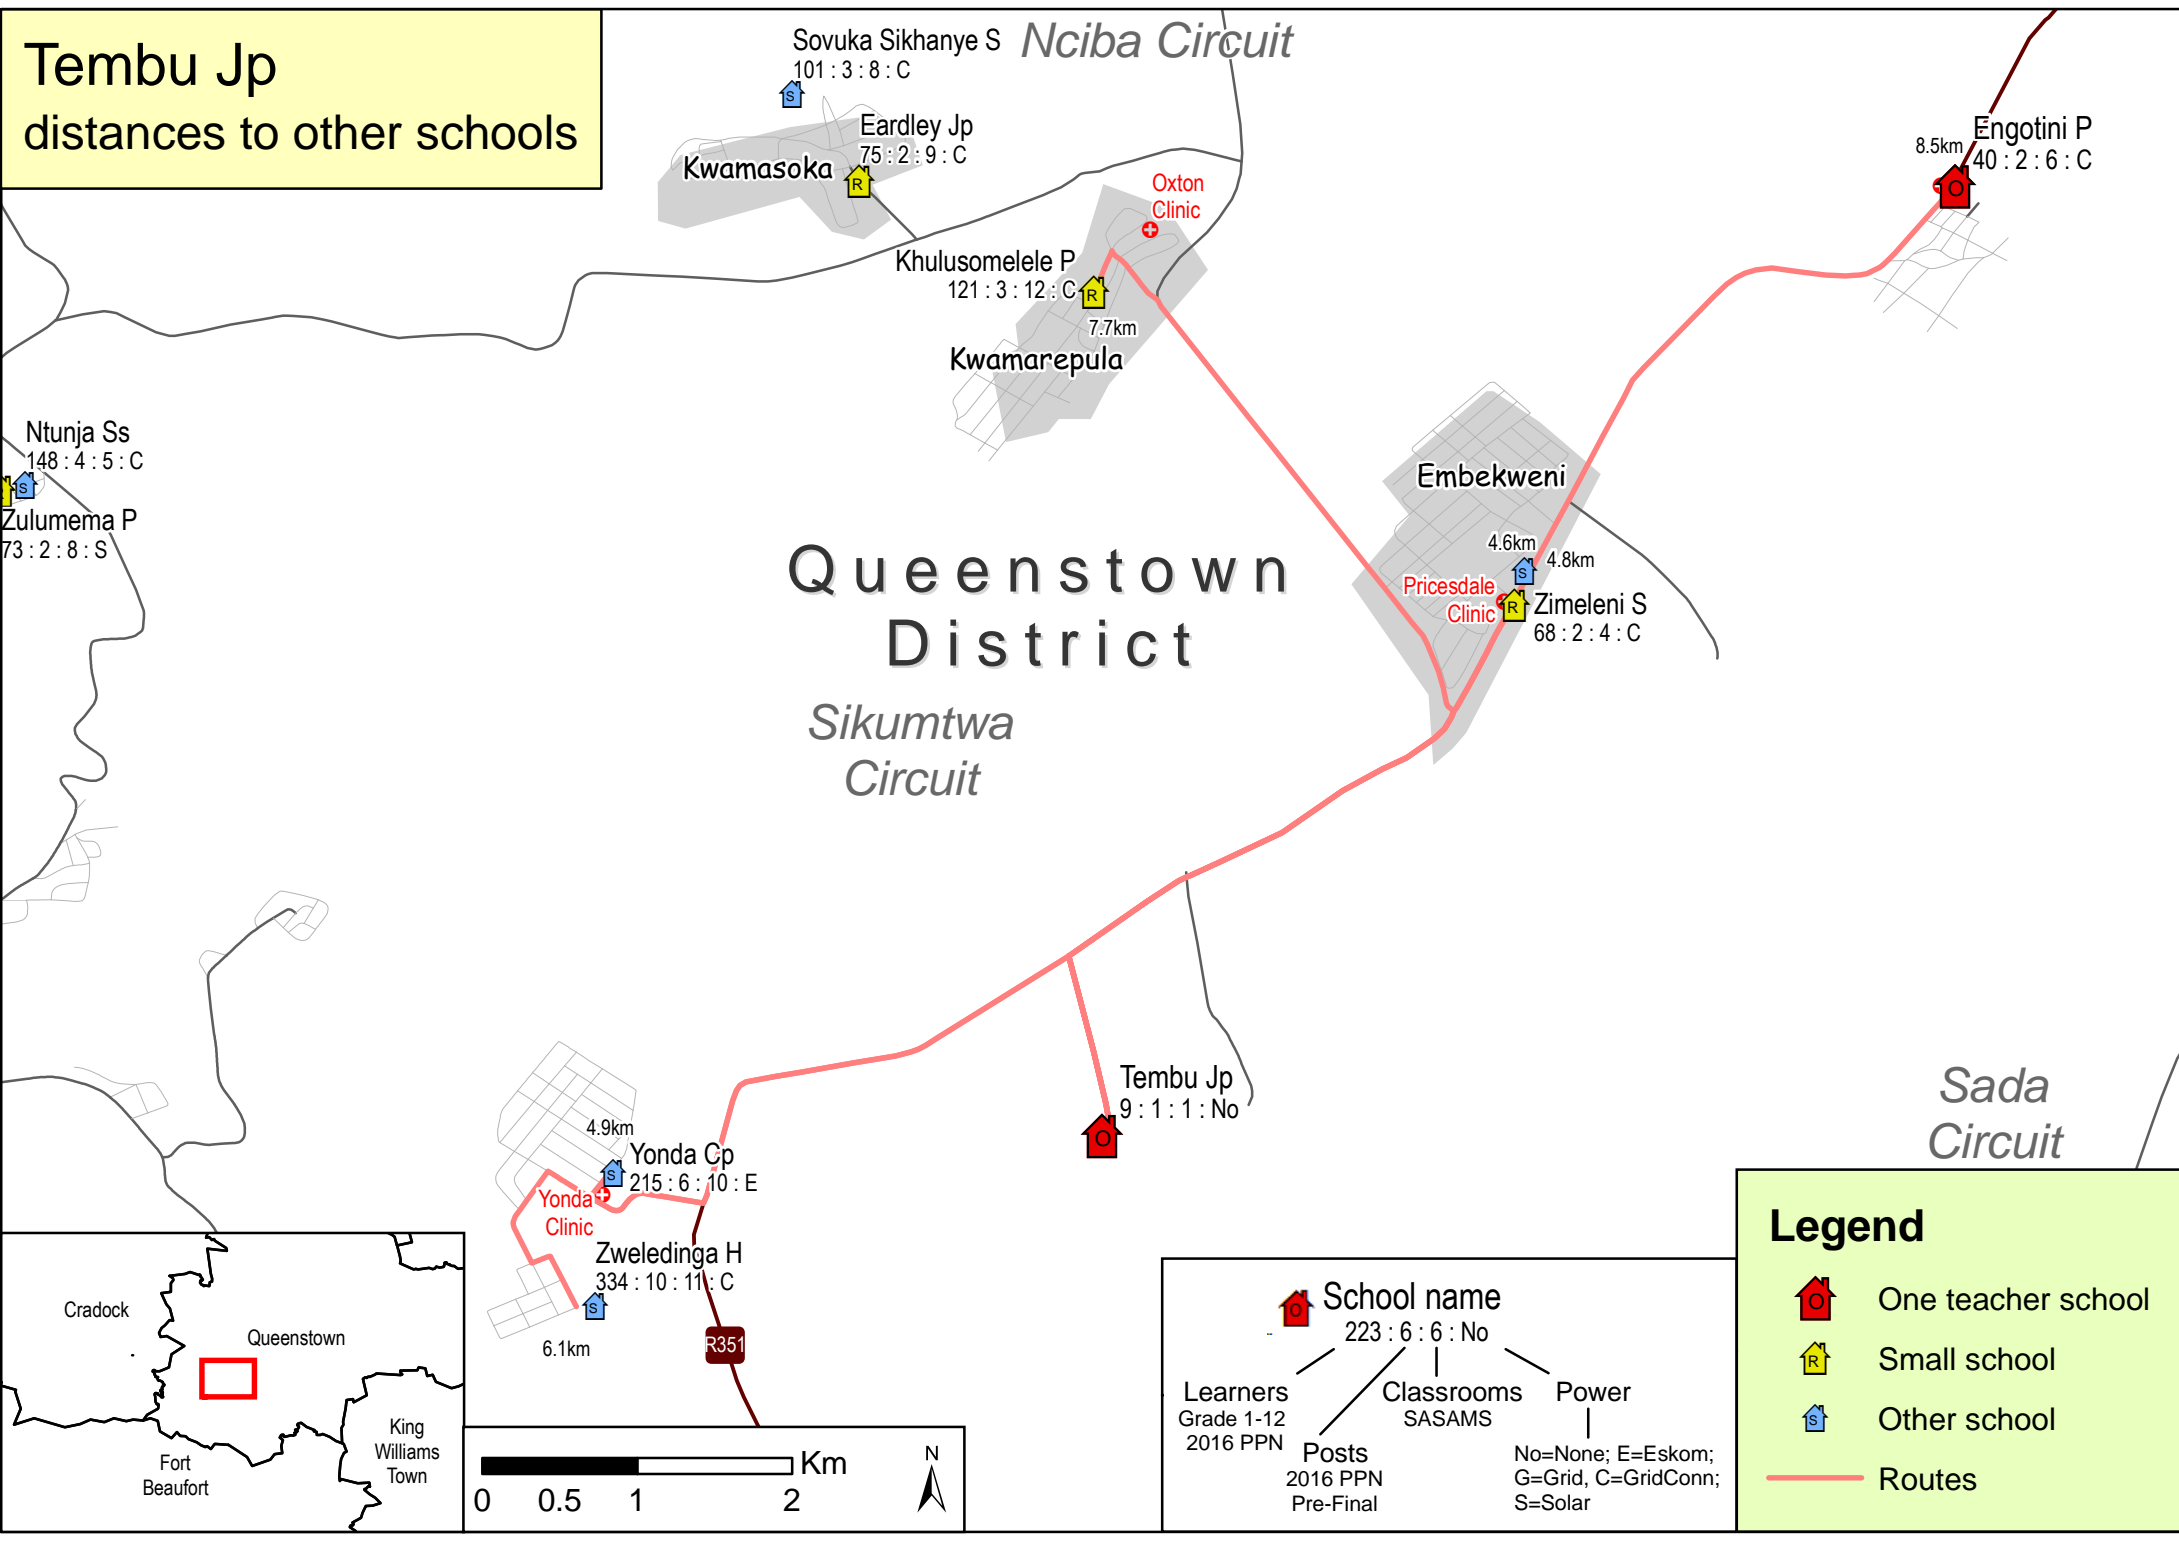 Tembu Jp
distances to other schools
Sovuka Sikhanye S
101 : 3 : 8 : C
Nciba Circuit
S
Eardley Jp
75 : 2 : 9 : C
Kwamasoka
R
Oxton
Clinic
Engotini P
8.5km
40 : 2 : 6 : C
O
Khulusomelele P
121 : 3 : 12 : C
R
7.7km
Kwamarepula
Ntunja Ss
148 : 4 : 5 : C
S
Zulumema P
73 : 2 : 8 : S
Embekweni
4.6km
4.8km
S
Pricesdale
Clinic
R
Zimeleni S
68 : 2 : 4 : C
Queenstown
District
Sikumtwa
Circuit
Tembu Jp
9 : 1 : 1 : No
O
Sada
Circuit
4.9km
Yonda Cp
215 : 6 : 10 : E
S
Yonda
Clinic
Zweledinga H
334 : 10 : 11 : C
S
6.1km
R351
Cradock
Queenstown
King
Williams
Town
Fort
Beaufort
Km
0 0.5 1 2
N
O
School name
223 : 6 : 6 : No
Learners
Grade 1-12
2016 PPN
Posts
2016 PPN
Pre-Final
Classrooms
SASAMS
Power
No=None; E=Eskom;
G=Grid, C=GridConn;
S=Solar
Legend
O One teacher school
R Small school
S Other school
Routes